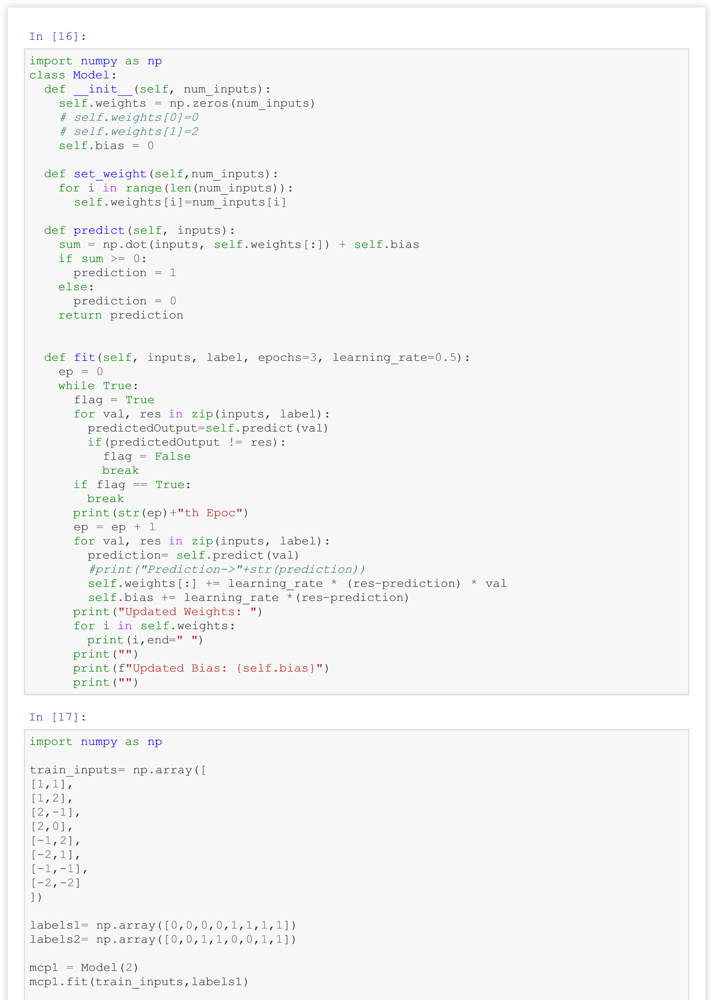 In [16]:
import numpy as np
class Model:
  def __init__(self, num_inputs):
    self.weights = np.zeros(num_inputs)
    # self.weights[0]=0
    # self.weights[1]=2
    self.bias = 0

  def set_weight(self,num_inputs):
    for i in range(len(num_inputs)):
      self.weights[i]=num_inputs[i]

  def predict(self, inputs):
    sum = np.dot(inputs, self.weights[:]) + self.bias
    if sum >= 0:
      prediction = 1
    else:
      prediction = 0
    return prediction


  def fit(self, inputs, label, epochs=3, learning_rate=0.5):
    ep = 0
    while True:
      flag = True
      for val, res in zip(inputs, label):
        predictedOutput=self.predict(val)
        if(predictedOutput != res):
          flag = False
          break
      if flag == True:
        break
      print(str(ep)+"th Epoc")
      ep = ep + 1
      for val, res in zip(inputs, label):
        prediction= self.predict(val)
        #print("Prediction->"+str(prediction))
        self.weights[:] += learning_rate * (res-prediction) * val
        self.bias += learning_rate *(res-prediction)
      print("Updated Weights: ")
      for i in self.weights:
        print(i,end=" ")
      print("")
      print(f"Updated Bias: {self.bias}")
      print("")

In [17]:
import numpy as np

train_inputs= np.array([
[1,1],
[1,2],
[2,-1],
[2,0],
[-1,2],
[-2,1],
[-1,-1],
[-2,-2]
])

labels1= np.array([0,0,0,0,1,1,1,1])
labels2= np.array([0,0,1,1,0,0,1,1])

mcp1 = Model(2)
mcp1.fit(train_inputs,labels1)